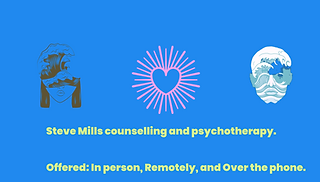 Steve Mills counselling and psychotherapy.
Offered: In person, Remotely, and Over the phone.